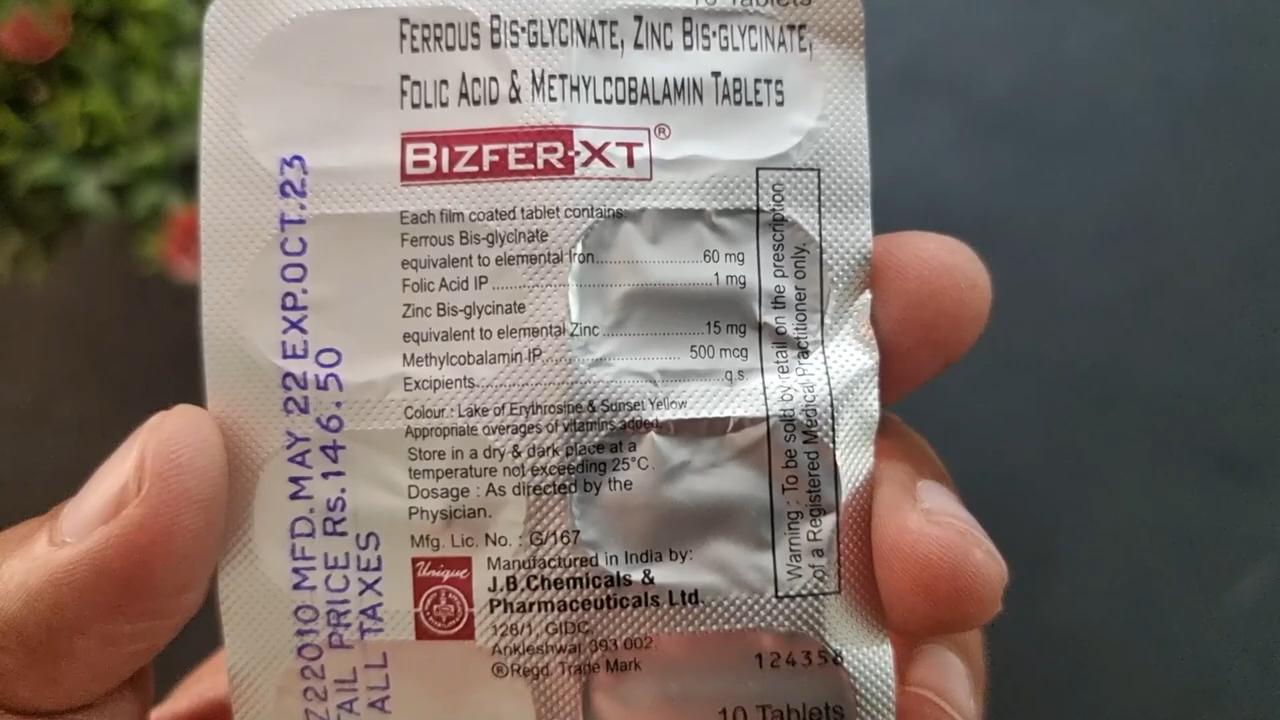 10 Tablets
FERROUS BIS-GLYCINATE, ZINC BIS-GLYCINATE,
FOLIC ACID & METHYLCOBALAMIN TABLETS
BIZFER-XT®
Each film coated tablet contains:
Ferrous Bis-glycinate
equivalent to elemental Iron..................60 mg
Folic Acid IP......................................1 mg
Zinc Bis-glycinate
equivalent to elemental Zinc.................15 mg
Methylcobalamin IP........................ 500 mcg
Excipients..........................................q.s.
Colour : Lake of Erythrosine & Sunset Yellow
Appropriate overages of vitamins added.
Store in a dry & dark place at a
temperature not exceeding 25°C.
Dosage : As directed by the
Physician.
Mfg. Lic. No. : G/167
Unique
Manufactured in India by:
J.B.Chemicals &
Pharmaceuticals Ltd.
128/1, GIDC,
Ankleshwar 393 002.
®Regd. Trade Mark
124358
10 Tablets
Warning : To be sold by retail on the prescription
of a Registered Medical Practitioner only.
Z22010 MFD.MAY 22 EXP.OCT.23
TAIL PRICE Rs.146.50
ALL TAXES